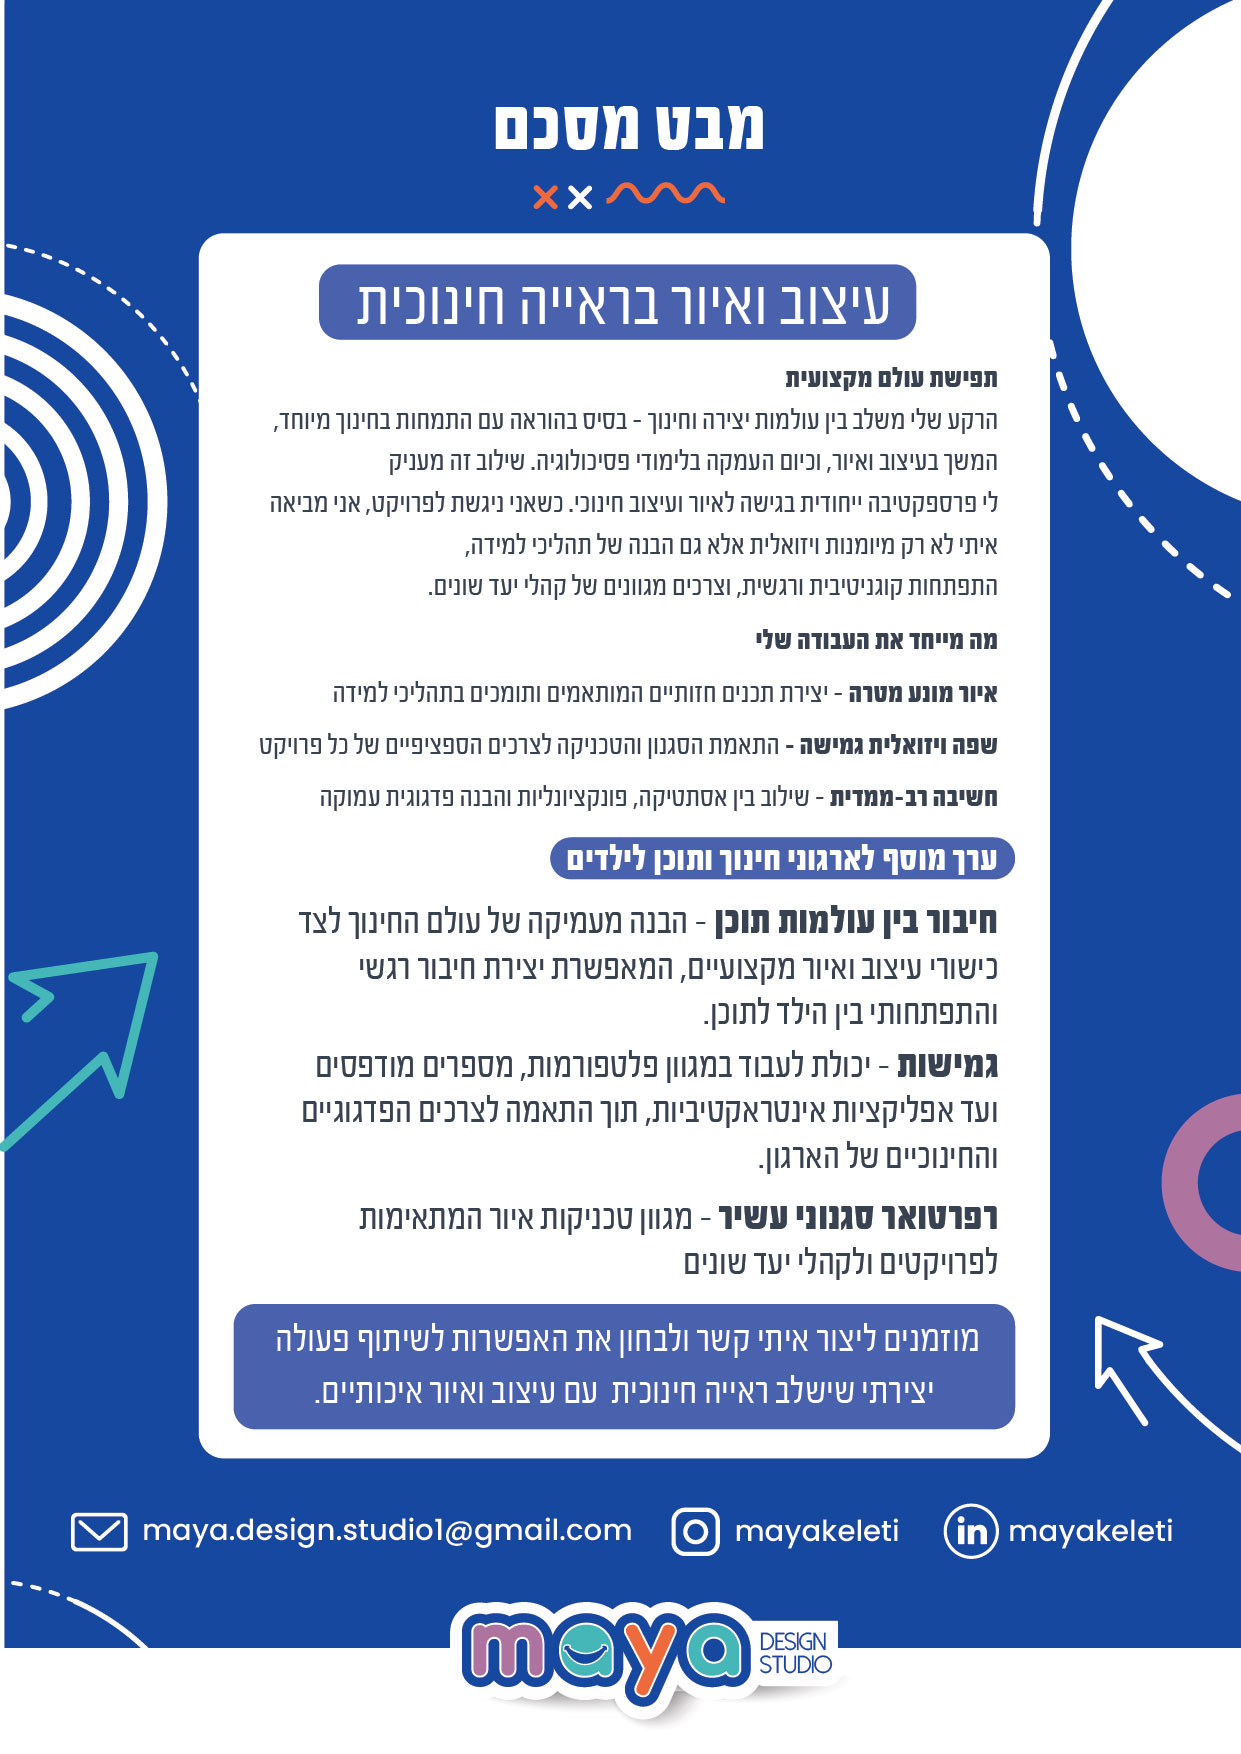 מבט מסכם
עיצוב ואיור בראייה חינוכית
תפישת עולם מקצועית
הרקע שלי משלב בין עולמות יצירה וחינוך - בסיס בהוראה עם התמחות בחינוך מיוחד,
המשך בעיצוב ואיור, וכיום העמקה בלימודי פסיכולוגיה. שילוב זה מעניק
לי פרספקטיבה ייחודית בגישה לאיור ועיצוב חינוכי. כשאני ניגשת לפרויקט, אני מביאה
איתי לא רק מיומנות ויזואלית אלא גם הבנה של תהליכי למידה,
התפתחות קוגניטיבית ורגשית, וצרכים מגוונים של קהלי יעד שונים.
מה מייחד את העבודה שלי
איור מונע מטרה - יצירת תכנים חזותיים המותאמים ותומכים בתהליכי למידה
שפה ויזואלית גמישה - התאמת הסגנון והטכניקה לצרכים הספציפיים של כל פרויקט
חשיבה רב-ממדית - שילוב בין אסתטיקה, פונקציונליות והבנה פדגוגית עמוקה
ערך מוסף לארגוני חינוך ותוכן לילדים
חיבור בין עולמות תוכן - הבנה מעמיקה של עולם החינוך לצד
כישורי עיצוב ואיור מקצועיים, המאפשרת יצירת חיבור רגשי
והתפתחותי בין הילד לתוכן.
גמישות - יכולת לעבוד במגוון פלטפורמות, מספרים מודפסים
ועד אפליקציות אינטראקטיביות, תוך התאמה לצרכים הפדגוגיים
והחינוכיים של הארגון.
רפרטואר סגנוני עשיר - מגוון טכניקות איור המתאימות
לפרויקטים ולקהלי יעד שונים
מוזמנים ליצור איתי קשר ולבחון את האפשרות לשיתוף פעולה
יצירתי שישלב ראייה חינוכית עם עיצוב ואיור איכותיים.
maya.design.studio1@gmail.com
mayakeleti
in mayakeleti
maya
DESIGN
STUDIO